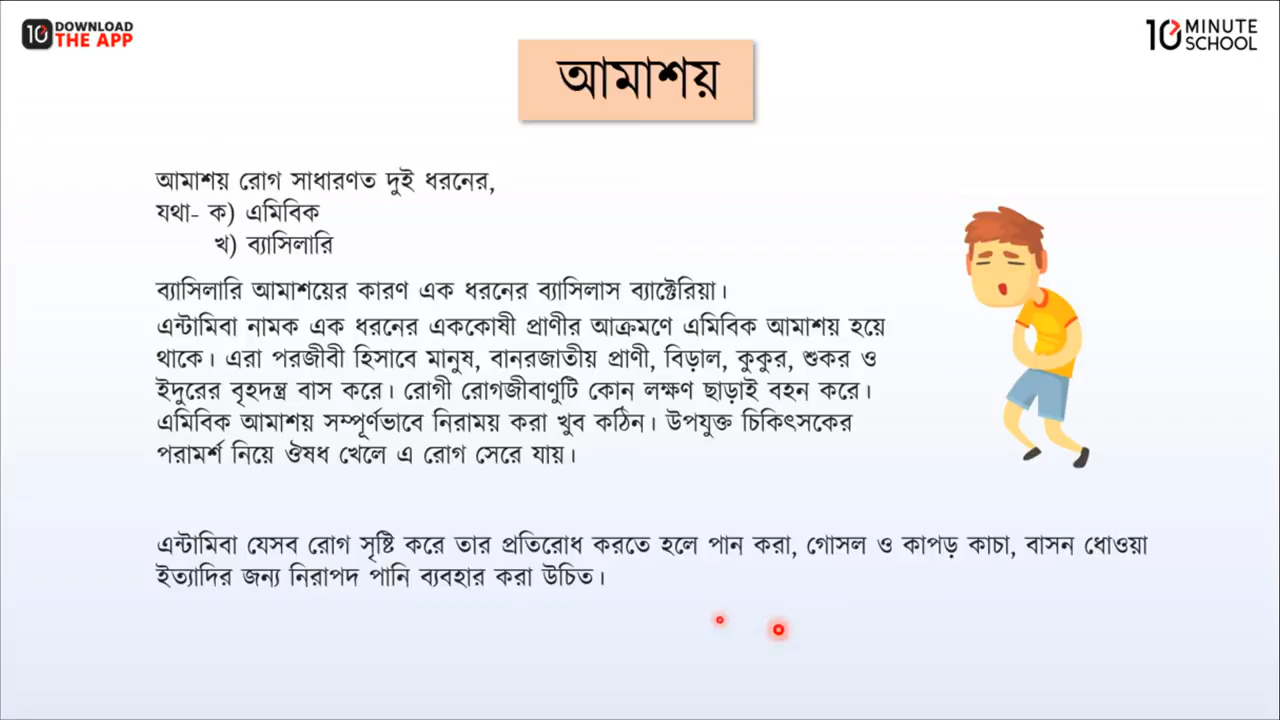 10 DOWNLOAD
THE APP
10 MINUTE
SCHOOL
আমাশয়
আমাশয় রোগ সাধারণত দুই ধরনের,
যথা- ক) এমিবিক
খ) ব্যাসিলারি
ব্যাসিলারি আমাশয়ের কারণ এক ধরনের ব্যাসিলাস ব্যাক্টেরিয়া।
এন্টামিবা নামক এক ধরনের এককোষী প্রাণীর আক্রমণে এমিবিক আমাশয় হয়ে
থাকে। এরা পরজীবী হিসাবে মানুষ, বানরজাতীয় প্রাণী, বিড়াল, কুকুর, শুকর ও
ইদুরের বৃহদন্ত্র বাস করে। রোগী রোগজীবাণুটি কোন লক্ষণ ছাড়াই বহন করে।
এমিবিক আমাশয় সম্পূর্ণভাবে নিরাময় করা খুব কঠিন। উপযুক্ত চিকিৎসকের
পরামর্শ নিয়ে ঔষধ খেলে এ রোগ সেরে যায়।
এন্টামিবা যেসব রোগ সৃষ্টি করে তার প্রতিরোধ করতে হলে পান করা, গোসল ও কাপড় কাচা, বাসন ধোওয়া
ইত্যাদির জন্য নিরাপদ পানি ব্যবহার করা উচিত।